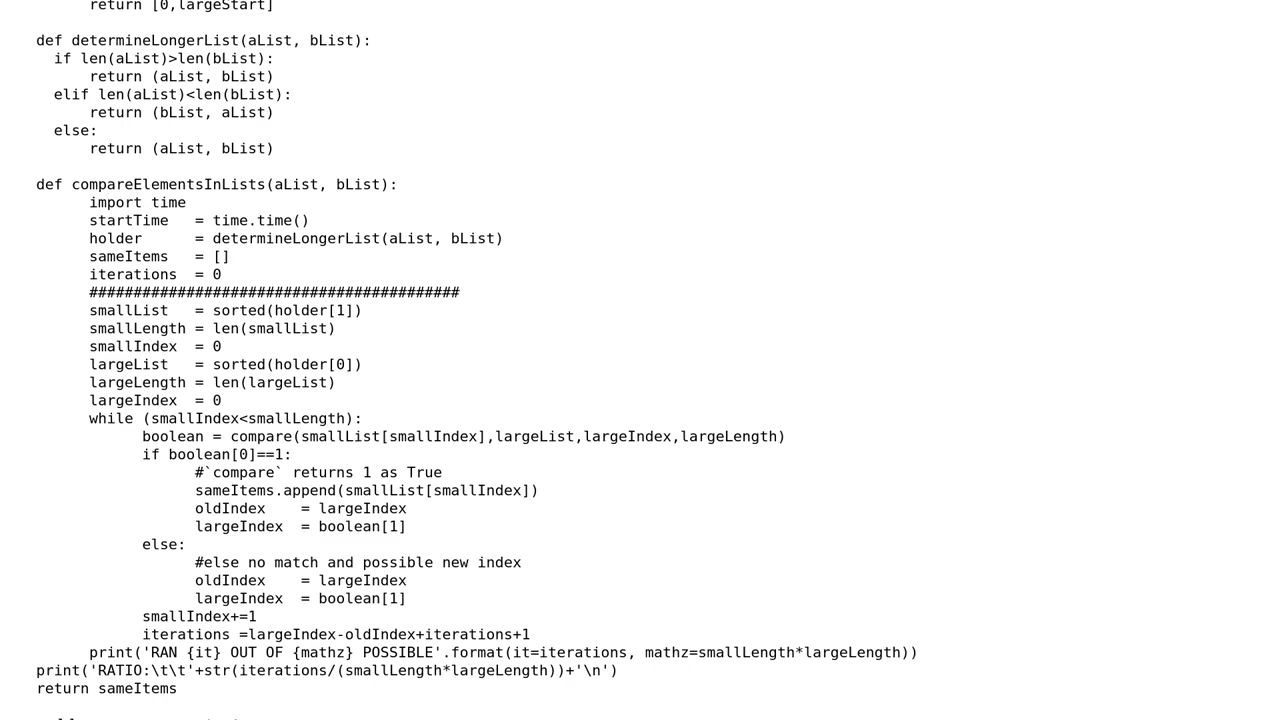 return [0,largeStart]
def determineLongerList(aList, bList):
if len(aList)>len(bList):
return (aList, bList)
elif len(aList)<len(bList):
return (bList, aList)
else:
return (aList, bList)
def compareElementsInLists(aList, bList):
import time
startTime = time.time()
holder = determineLongerList(aList, bList)
sameItems = []
iterations = 0
##########################################
smallList = sorted(holder[1])
smallLength = len(smallList)
smallIndex = 0
largeList = sorted(holder[0])
largeLength = len(largeList)
largeIndex = 0
while (smallIndex<smallLength):
boolean = compare(smallList[smallIndex],largeList,largeIndex,largeLength)
if boolean[0]==1:
#`compare` returns 1 as True
sameItems.append(smallList[smallIndex])
oldIndex = largeIndex
largeIndex = boolean[1]
else:
#else no match and possible new index
oldIndex = largeIndex
largeIndex = boolean[1]
smallIndex+=1
iterations =largeIndex-oldIndex+iterations+1
print('RAN {it} OUT OF {mathz} POSSIBLE'.format(it=iterations, mathz=smallLength*largeLength))
print('RATIO:\t\t'+str(iterations/(smallLength*largeLength))+'\n')
return sameItems